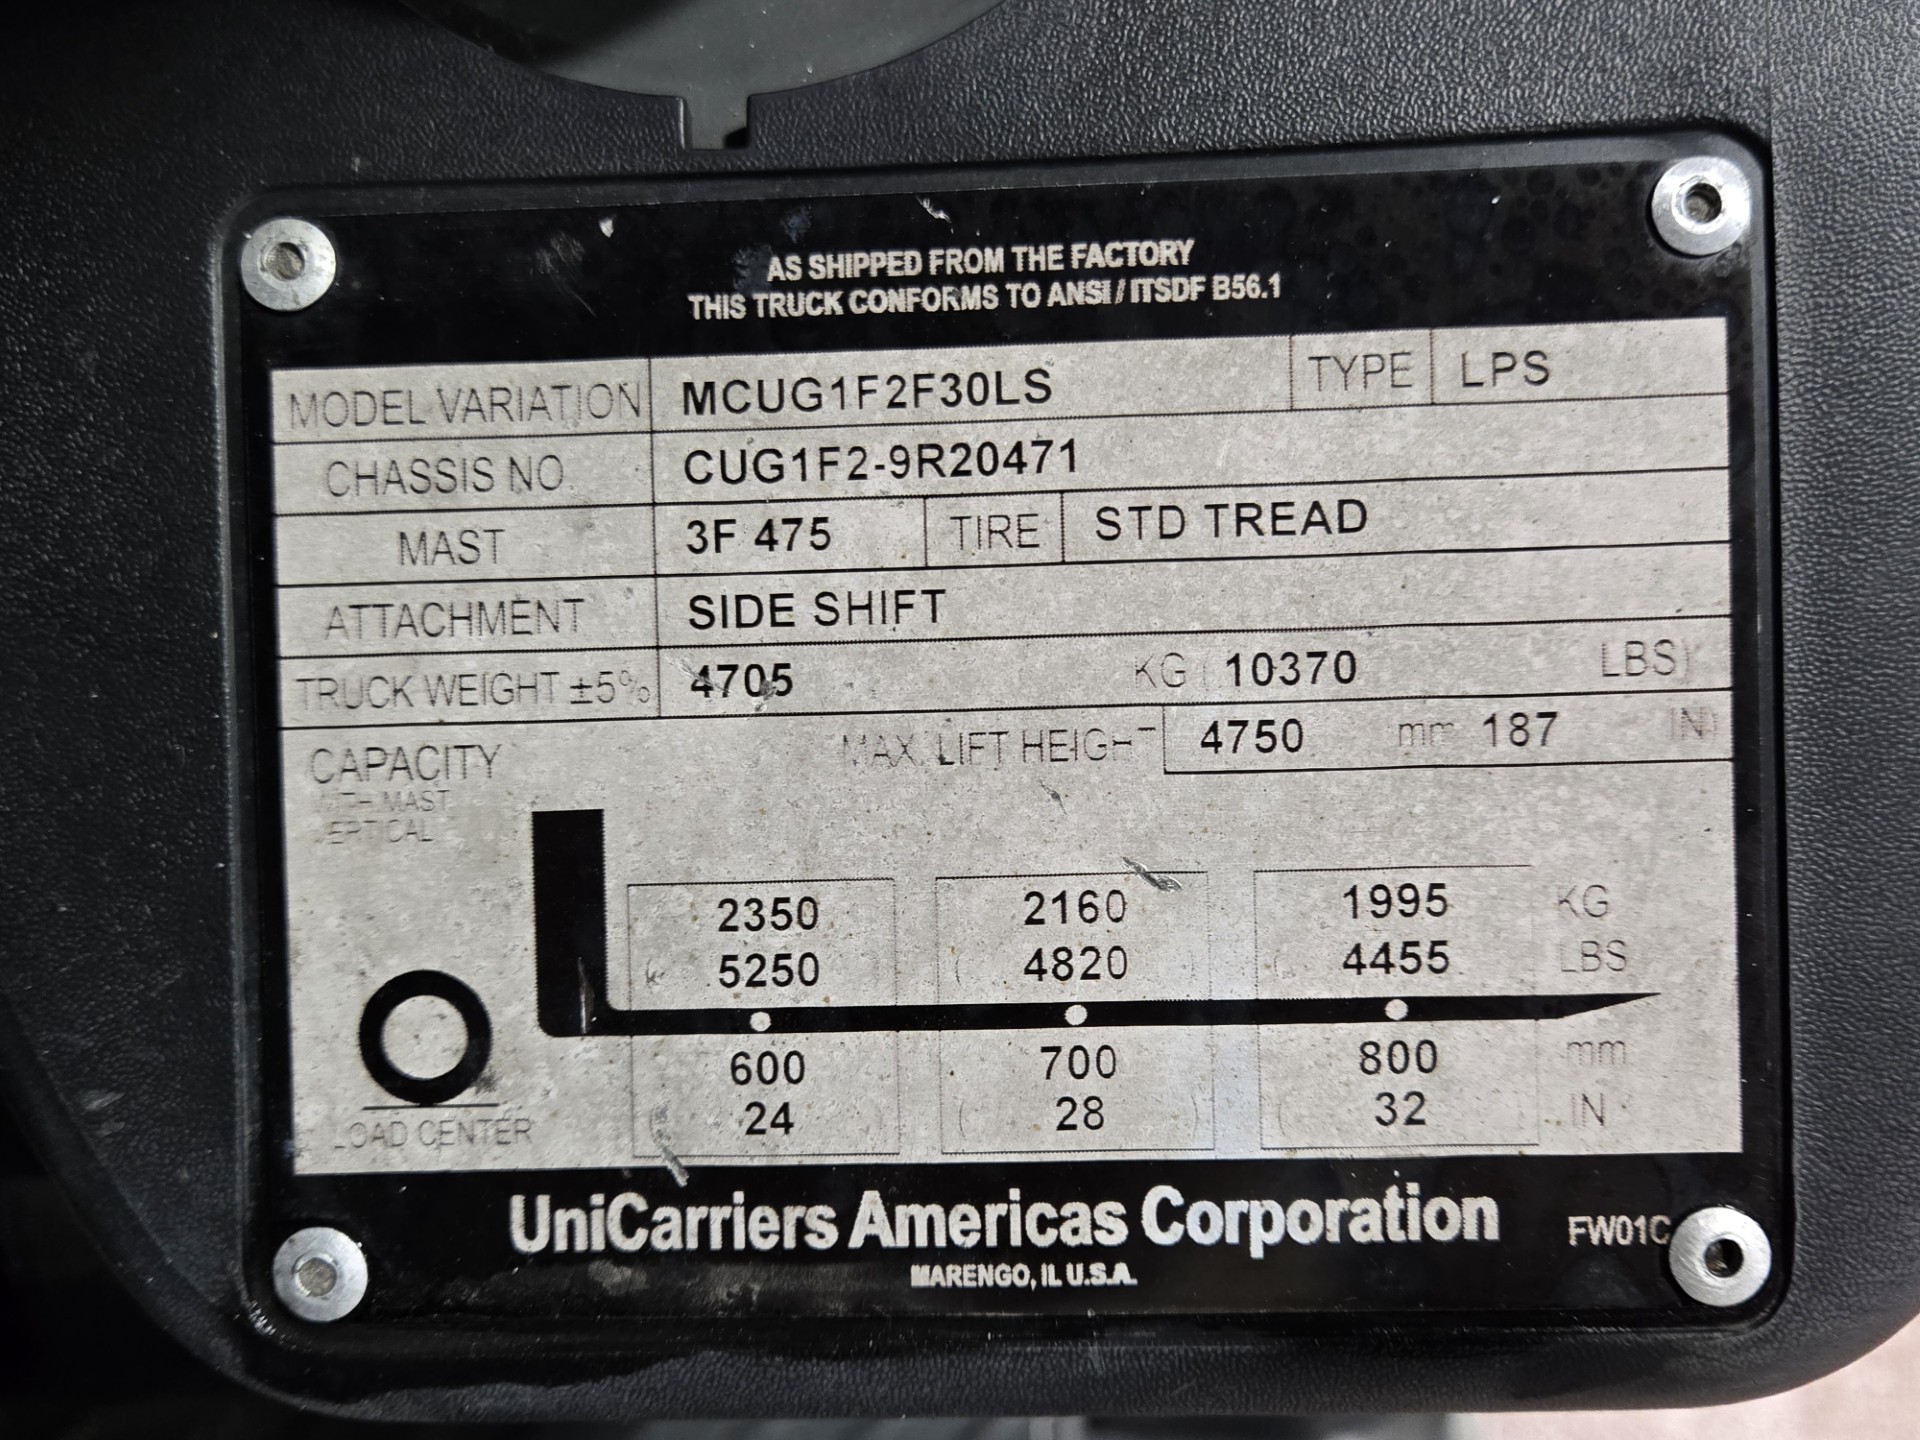 AS SHIPPED FROM THE FACTORY
THIS TRUCK CONFORMS TO ANSI / ITSDF B56.1
MODEL VARIATION MCUG1F2F30LS TYPE LPS
CHASSIS NO. CUG1F2-9R20471
MAST 3F 475 TIRE STD TREAD
ATTACHMENT SIDE SHIFT
TRUCK WEIGHT ±5% 4705 KG ( 10370 LBS)
CAPACITY MAX. LIFT HEIGHT 4750 mm 187 IN)
WITH MAST
VERTICAL
2350 2160 1995 KG
( 5250 ( 4820 ) ( 4455 LBS
600 700 800 mm
( 24 ) ( 28 ) ( 32 ) IN
LOAD CENTER
UniCarriers Americas Corporation FW01C
MARENGO, IL U.S.A.